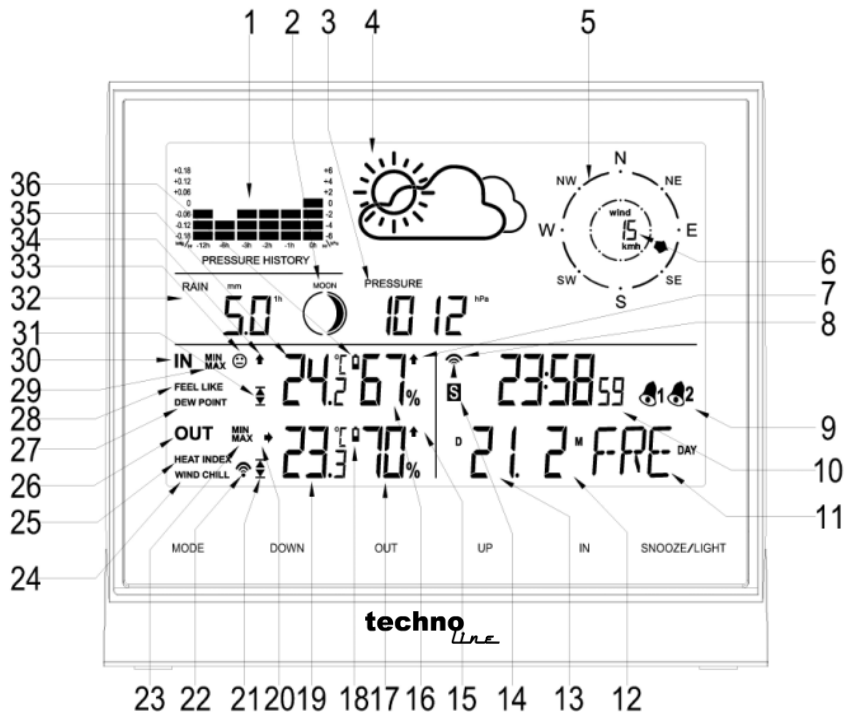 1 2 3 4 5
+0.18 +6
+0.12 +4
+0.06 +2
0 0
-0.06 -2
-0.12 -4
-0.18 -6
-12h -6h -3h -2h -1h 0h
PRESSURE HISTORY
N
NW NE
wind
15
kmh
W E
SW SE
S
RAIN mm 5.0 1h
MOON
PRESSURE 1012 hPa
IN MIN MAX 24.2 °C 67 %
FEEL LIKE
DEW POINT
S
23:58 59 1 2
OUT MIN MAX 23.3 °C 70 %
HEAT INDEX
WIND CHILL
D 21. 2 M FRE DAY
MODE DOWN OUT UP IN SNOOZE/LIGHT
techno
line
36
35
34
33
32
31
30
29
28
27
26
25
24
6
7
8
9
10
11
23 22 21 20 19 18 17 16 15 14 13 12